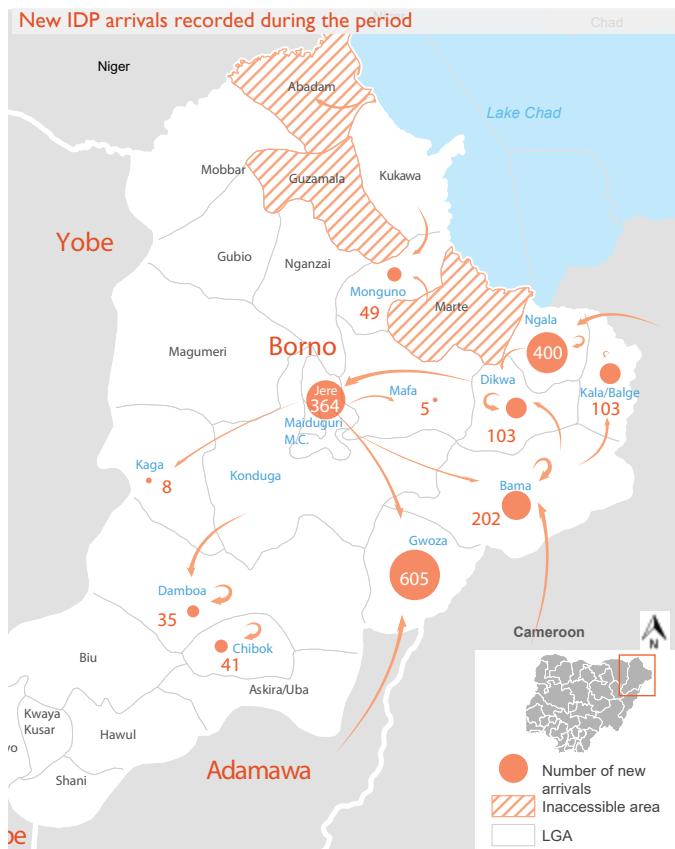 New IDP arrivals recorded during the period
Chad
Niger
Abadam
Lake Chad
Mobbar
Guzamala
Kukawa
Yobe
Gubio
Nganzai
Monguno
49
Marte
Ngala
400
Magumeri
Borno
Jere
364
Mafa
5
Dikwa
103
Kala/Balge
103
Maiduguri
M.C.
Kaga
8
Konduga
Bama
202
Gwoza
605
Damboa
35
Chibok
41
Cameroon
N
Biu
Askira/Uba
Kwaya
Kusar
Hawul
vo
Shani
Adamawa
be
Number of new
arrivals
Inaccessible area
LGA